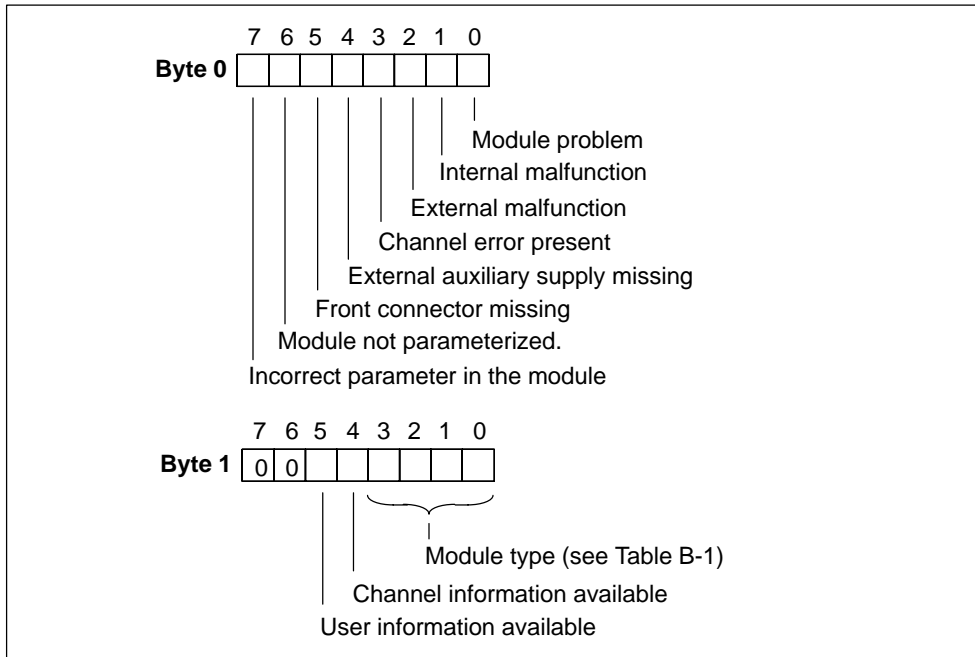 7 6 5 4 3 2 1 0
Byte 0
Module problem
Internal malfunction
External malfunction
Channel error present
External auxiliary supply missing
Front connector missing
Module not parameterized.
Incorrect parameter in the module
7 6 5 4 3 2 1 0
Byte 1 0 0
Module type (see Table B-1)
Channel information available
User information available